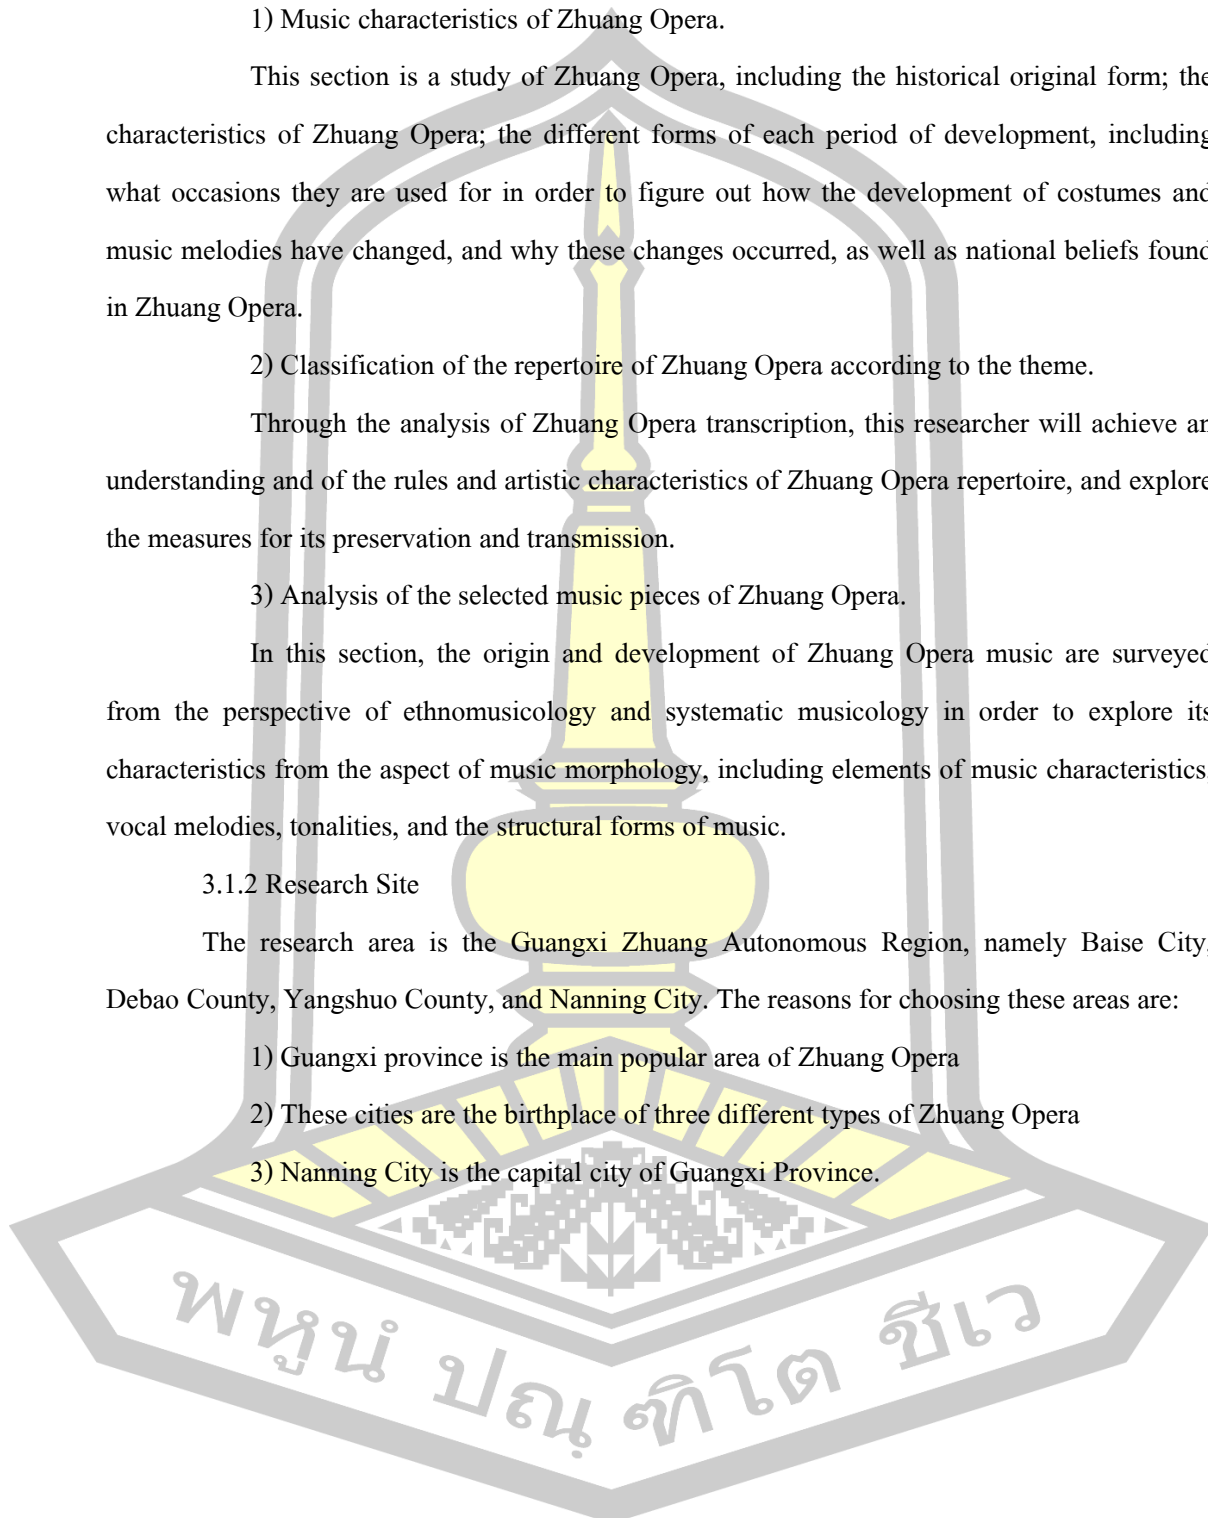 1) Music characteristics of Zhuang Opera.
This section is a study of Zhuang Opera, including the historical original form; the
characteristics of Zhuang Opera; the different forms of each period of development, including
what occasions they are used for in order to figure out how the development of costumes and
music melodies have changed, and why these changes occurred, as well as national beliefs found
in Zhuang Opera.
2) Classification of the repertoire of Zhuang Opera according to the theme.
Through the analysis of Zhuang Opera transcription, this researcher will achieve an
understanding and of the rules and artistic characteristics of Zhuang Opera repertoire, and explore
the measures for its preservation and transmission.
3) Analysis of the selected music pieces of Zhuang Opera.
In this section, the origin and development of Zhuang Opera music are surveyed
from the perspective of ethnomusicology and systematic musicology in order to explore its
characteristics from the aspect of music morphology, including elements of music characteristics,
vocal melodies, tonalities, and the structural forms of music.
3.1.2 Research Site
The research area is the Guangxi Zhuang Autonomous Region, namely Baise City,
Debao County, Yangshuo County, and Nanning City. The reasons for choosing these areas are:
1) Guangxi province is the main popular area of Zhuang Opera
2) These cities are the birthplace of three different types of Zhuang Opera
3) Nanning City is the capital city of Guangxi Province.
พหูนํ ปณฺฑิโต ชีเว